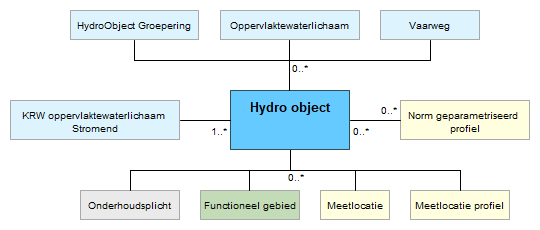 HydroObject Groepering
Oppervlaktewaterlichaam
Vaarweg
0..*
KRW oppervlaktewaterlichaam
Stromend
1..*
Hydro object
0..*
0..*
Norm geparametriseerd
profiel
0..*
Onderhoudsplicht
Functioneel gebied
Meetlocatie
Meetlocatie profiel